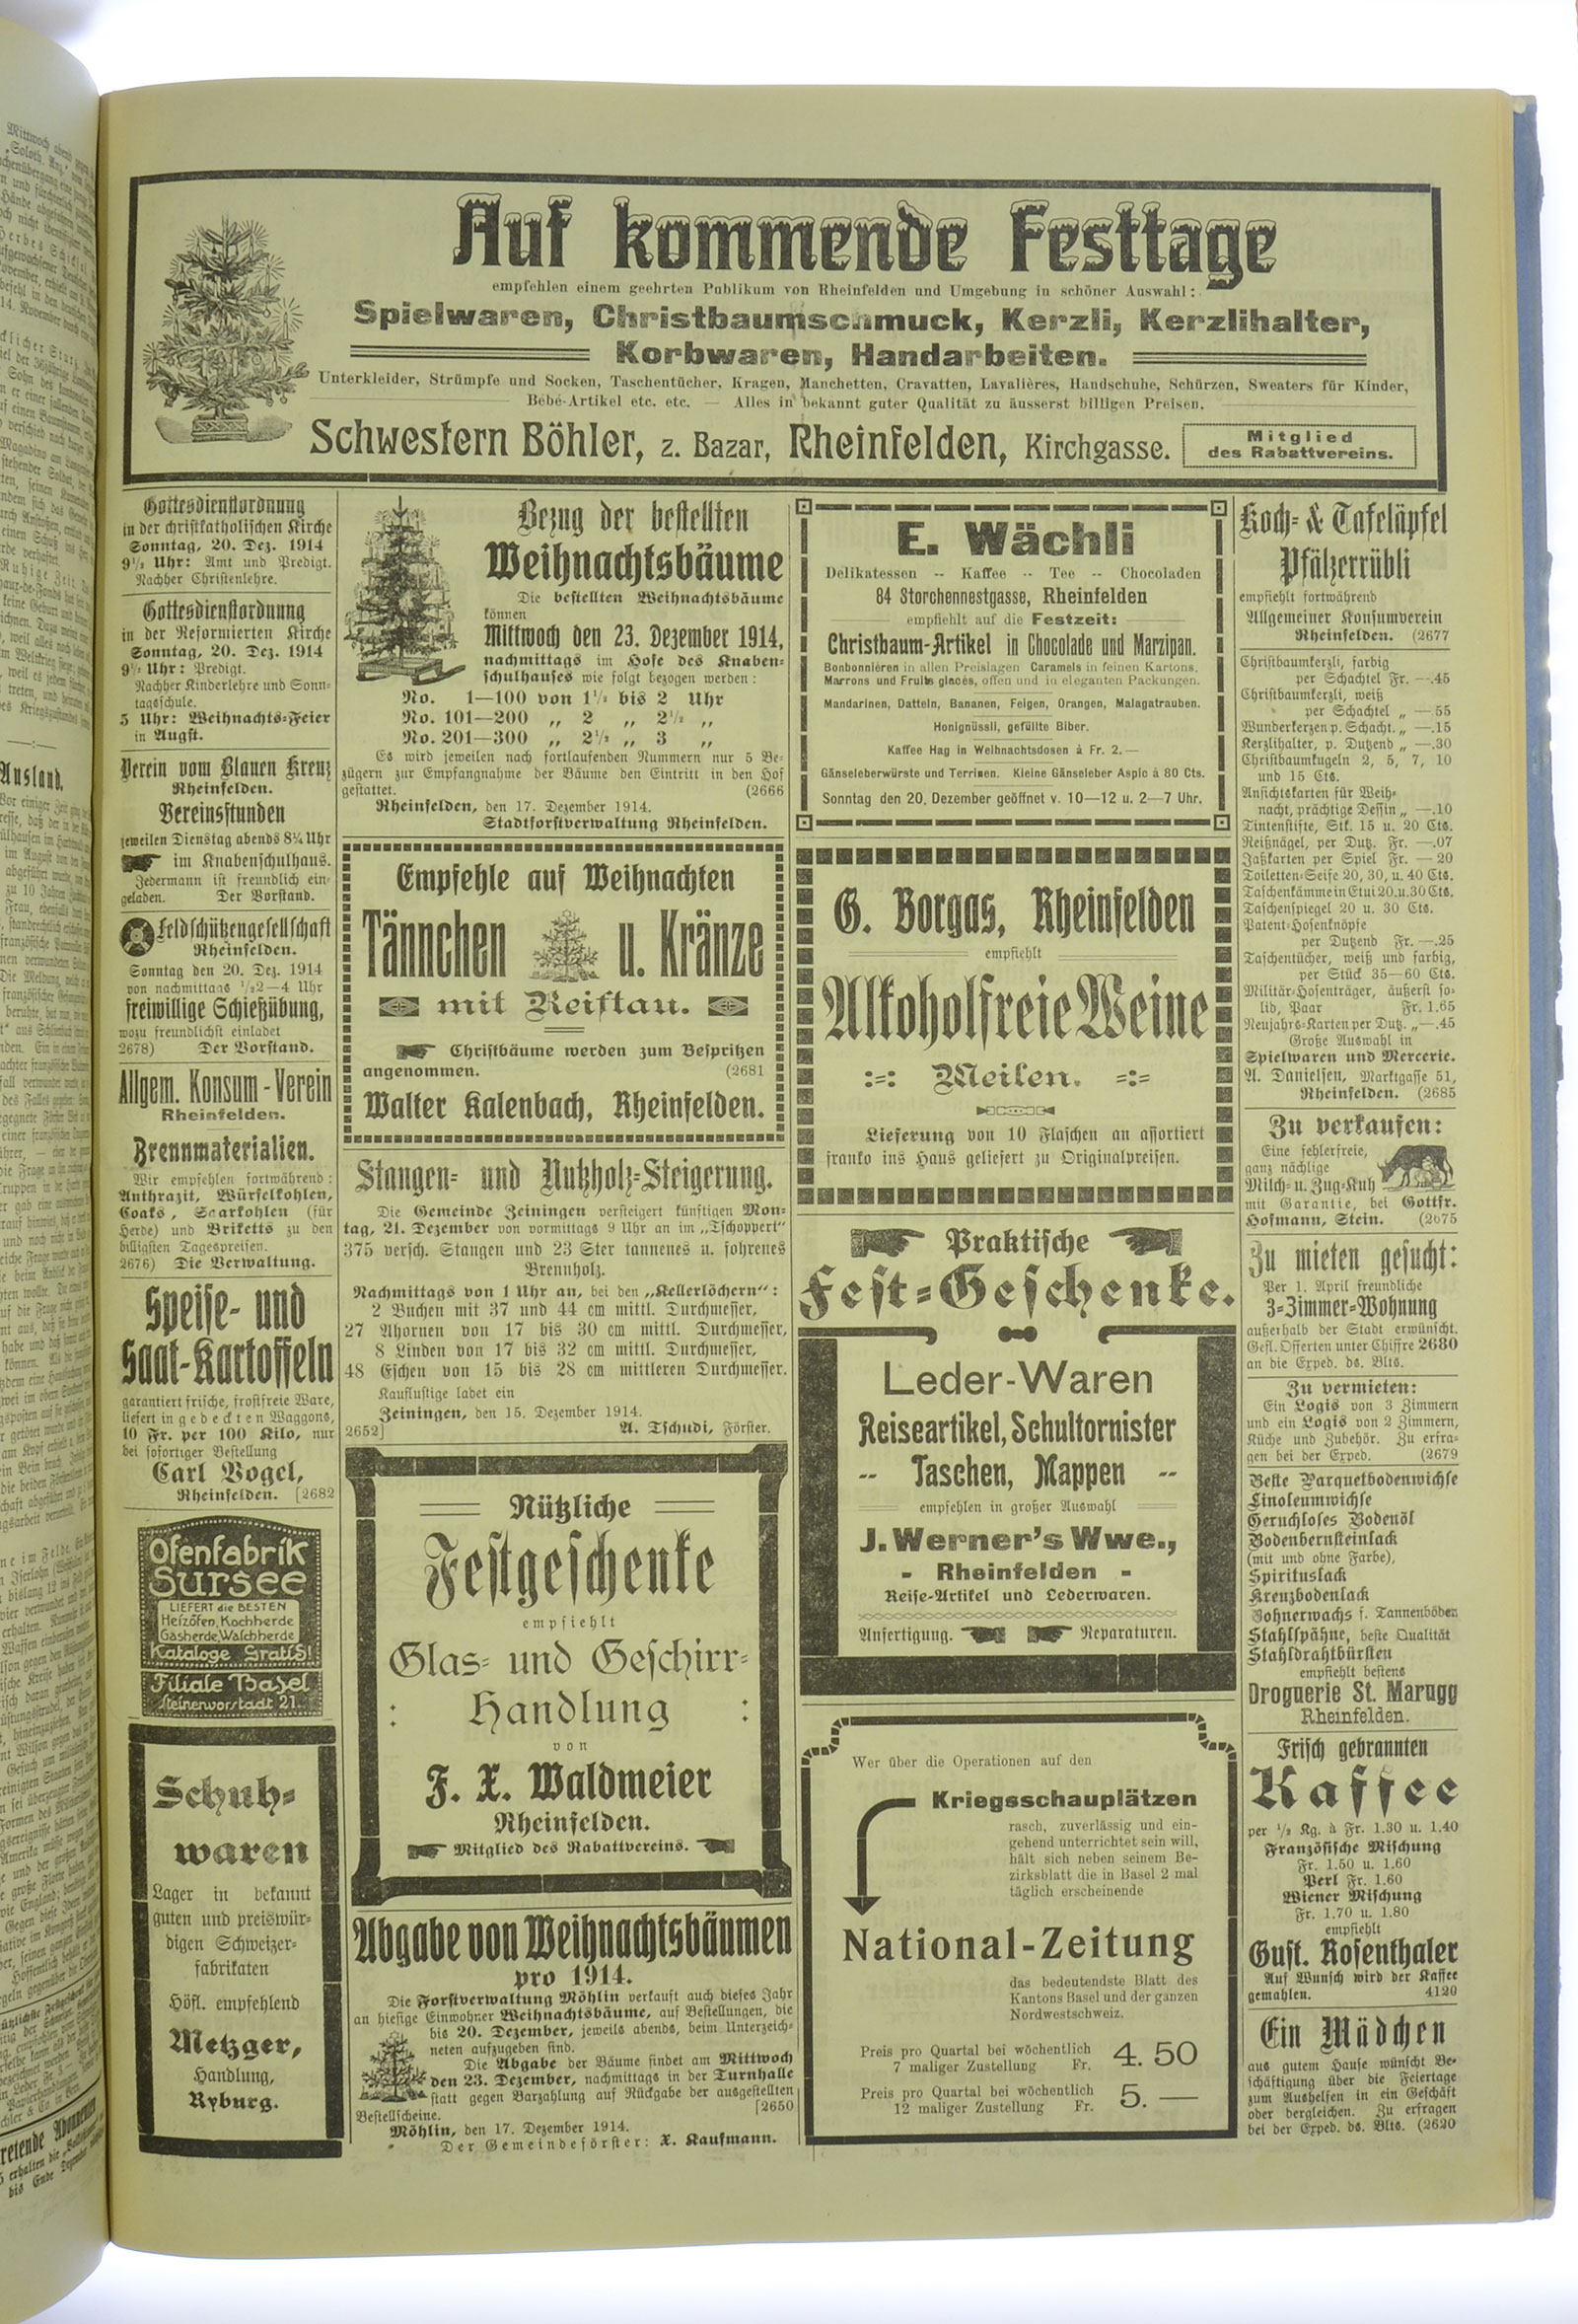 Auf kommende Festtage
empfehlen einem geehrten Publikum von Rheinfelden und Umgebung in schöner Auswahl:
Spielwaren, Christbaumschmuck, Kerzli, Kerzlihalter,
Korbwaren, Handarbeiten.
Unterkleider, Strümpfe und Socken, Taschentücher, Kragen, Manchetten, Cravatten, Lavalières, Handschuhe, Schürzen, Sweaters für Kinder,
Bébé-Artikel etc. etc. — Alles in bekannt guter Qualität zu äusserst billigen Preisen.
Schwestern Böhler, z. Bazar, Rheinfelden, Kirchgasse.
Mitglied
des Rabattvereins.
Gottesdienstordnung
in der christkatholischen Kirche
Sonntag, 20. Dez. 1914
9½ Uhr: Amt und Predigt.
Nachher Christenlehre.
Gottesdienstordnung
in der Reformierten Kirche
Sonntag, 20. Dez. 1914
9½ Uhr: Predigt.
Nachher Kinderlehre und Sonn-
tagsschule.
5 Uhr: Weihnachts-Feier
in Augst.
Verein vom Blauen Kreuz
Rheinfelden.
Vereinsstunden
jeweilen Dienstag abends 8¼ Uhr
im Knabenschulhaus.
Jedermann ist freundlich ein-
geladen. Der Vorstand.
Feldschützengesellschaft
Rheinfelden.
Sonntag den 20. Dez. 1914
von nachmittags ½2—4 Uhr
freiwillige Schießübung,
wozu freundlichst einladet
2678) Der Vorstand.
Allgem. Konsum-Verein
Rheinfelden.
Brennmaterialien.
Wir empfehlen fortwährend:
Anthrazit, Würfelkohlen,
Coaks, Saarkohlen (für
Herde) und Briketts zu den
billigsten Tagespreisen.
2676) Die Verwaltung.
Speise- und
Saat-Kartoffeln
garantiert frische, frostfreie Ware,
liefert in gedeckten Waggons,
10 Fr. per 100 Kilo, nur
bei sofortiger Bestellung
Carl Vogel,
Rheinfelden. [2682
Ofenfabrik
Sursee
LIEFERT die BESTEN
Heizöfen, Kochherde
Gasherde, Waschherde
Kataloge Gratis!
Filiale Basel
Steinenvorstadt 21.
Schuh-
waren
Lager in bekannt
guten und preiswür-
digen Schweizer-
fabrikaten
Höfl. empfehlend
Metzger,
Handlung,
Ryburg.
Bezug der bestellten
Weihnachtsbäume
Die bestellten Weihnachtsbäume
können
Mittwoch den 23. Dezember 1914,
nachmittags im Hofe des Knaben-
schulhauses wie folgt bezogen werden:
No. 1—100 von 1½ bis 2 Uhr
No. 101—200 „ 2 „ 2½ „
No. 201—300 „ 2½ „ 3 „
Es wird jeweilen nach fortlaufenden Nummern nur 5 Be-
zügern zur Empfangnahme der Bäume den Eintritt in den Hof
gestattet. (2666
Rheinfelden, den 17. Dezember 1914.
Stadtforstverwaltung Rheinfelden.
Empfehle auf Weihnachten
Tännchen u. Kränze
mit Reistau.
Christbäume werden zum Bespritzen
angenommen. (2681
Walter Kalenbach, Rheinfelden.
Stangen- und Nutzholz-Steigerung.
Die Gemeinde Zeiningen versteigert künftigen Mon-
tag, 21. Dezember von vormittags 9 Uhr an im „Tschoppert“
375 versch. Stangen und 23 Ster tannenes u. fohrenes
Brennholz.
Nachmittags von 1 Uhr an, bei den „Kellerlöchern“:
2 Buchen mit 37 und 44 cm mittl. Durchmesser,
27 Ahornen von 17 bis 30 cm mittl. Durchmesser,
8 Linden von 17 bis 32 cm mittl. Durchmesser,
48 Eschen von 15 bis 28 cm mittleren Durchmesser.
Kauflustige ladet ein
Zeiningen, den 15. Dezember 1914.
2652] A. Tschudi, Förster.
Nützliche
Festgeschenke
empfiehlt
Glas- und Geschirr-
: Handlung :
von
F. X. Waldmeier
Rheinfelden.
Mitglied des Rabattvereins.
Abgabe von Weihnachtsbäumen
pro 1914.
Die Forstverwaltung Möhlin verkauft auch dieses Jahr
an hiesige Einwohner Weihnachtsbäume, auf Bestellungen, die
bis 20. Dezember, jeweils abends, beim Unterzeich-
neten aufzugeben sind.
Die Abgabe der Bäume findet am Mittwoch
den 23. Dezember, nachmittags in der Turnhalle
statt gegen Barzahlung auf Rückgabe der ausgestellten
Bestellscheine. [2650
Möhlin, den 17. Dezember 1914.
Der Gemeindeförster: X. Kaufmann.
E. Wächli
Delikatessen -- Kaffee -- Tee -- Chocoladen
84 Storchennestgasse, Rheinfelden
empfiehlt auf die Festzeit:
Christbaum-Artikel in Chocolade und Marzipan.
Bonbonnièren in allen Preislagen Caramels in feinen Kartons.
Marrons und Fruits glacés, offen und in eleganten Packungen.
Mandarinen, Datteln, Bananen, Feigen, Orangen, Malagatrauben.
Honignüssli, gefüllte Biber.
Kaffee Hag in Weihnachtsdosen à Fr. 2.—
Gänseleberwürste und Terrinen. Kleine Gänseleber Aspic à 80 Cts.
Sonntag den 20. Dezember geöffnet v. 10—12 u. 2—7 Uhr.
G. Borgas, Rheinfelden
empfiehlt
Alkoholfreie Weine
:-: Meilen. :-:
Lieferung von 10 Flaschen an assortiert
franko ins Haus geliefert zu Originalpreisen.
Praktische
Fest-Geschenke.
Leder-Waren
Reiseartikel, Schultornister
-- Taschen, Mappen --
empfehlen in großer Auswahl
J. Werner's Wwe.,
- Rheinfelden -
Reise-Artikel und Lederwaren.
Anfertigung. Reparaturen.
Wer über die Operationen auf den
Kriegsschauplätzen
rasch, zuverlässig und ein-
gehend unterrichtet sein will,
hält sich neben seinem Be-
zirksblatt die in Basel 2 mal
täglich erscheinende
National-Zeitung
das bedeutendste Blatt des
Kantons Basel und der ganzen
Nordwestschweiz.
Preis pro Quartal bei wöchentlich
7 maliger Zustellung Fr. 4.50
Preis pro Quartal bei wöchentlich
12 maliger Zustellung Fr. 5.—
Koch- & Tafeläpfel
Pfälzerrübli
empfiehlt fortwährend
Allgemeiner Konsumverein
Rheinfelden. (2677
Christbaumkerzli, farbig
per Schachtel Fr. —.45
Christbaumkerzli, weiß
per Schachtel „ —.55
Wunderkerzen p. Schacht. „ —.15
Kerzlihalter, p. Dutzend „ —.30
Christbaumkugeln 2, 5, 7, 10
und 15 Cts.
Ansichtskarten für Weih-
nacht, prächtige Dessin „ —.10
Tintenstifte, Stk. 15 u. 20 Cts.
Reißnägel, per Dutz. Fr. —.07
Jaßkarten per Spiel Fr. —20
Toiletten-Seife 20, 30, u. 40 Cts.
Taschenkämme in Etui 20. u. 30 Cts.
Taschenspiegel 20 u. 30 Cts.
Patent-Hosenknöpfe
per Dutzend Fr. —.25
Taschentücher, weiß und farbig,
per Stück 35—60 Cts.
Militär-Hosenträger, äußerst so-
lid, Paar Fr. 1.65
Neujahrs-Karten per Dutz. „ —.45
Große Auswahl in
Spielwaren und Mercerie.
A. Danielsen, Marktgasse 51,
Rheinfelden. (2685
Zu verkaufen:
Eine fehlerfreie,
ganz nächlige
Milch- u. Zug-Kuh
mit Garantie, bei Gottfr.
Hofmann, Stein. (2675
Zu mieten gesucht:
Per 1. April freundliche
3-Zimmer-Wohnung
außerhalb der Stadt erwünscht.
Gefl. Offerten unter Chiffre 2680
an die Exped. ds. Blts.
Zu vermieten:
Ein Logis von 3 Zimmern
und ein Logis von 2 Zimmern,
Küche und Zubehör. Zu erfra-
gen bei der Exped. (2679
Beste Parquetbodenwichse
Linoleumwichse
Geruchloses Bodenöl
Bodenbernsteinlack
(mit und ohne Farbe),
Spirituslack
Kreuzbodenlack
Bohnerwachs f. Tannenböden
Stahlspähne, beste Qualität
Stahldrahtbürsten
empfiehlt bestens
Droguerie St. Marugg
Rheinfelden.
Frisch gebrannten
Kaffee
per ½ Kg. à Fr. 1.30 u. 1.40
Französische Mischung
Fr. 1.50 u. 1.60
Perl Fr. 1.60
Wiener Mischung
Fr. 1.70 u. 1.80
empfiehlt
Gust. Rosenthaler
Auf Wunsch wird der Kaffee
gemahlen. 4120
Ein Mädchen
aus gutem Hause wünscht Be-
schäftigung über die Feiertage
zum Aushelfen in ein Geschäft
oder dergleichen. Zu erfragen
bei der Exped. ds. Blts. (2620